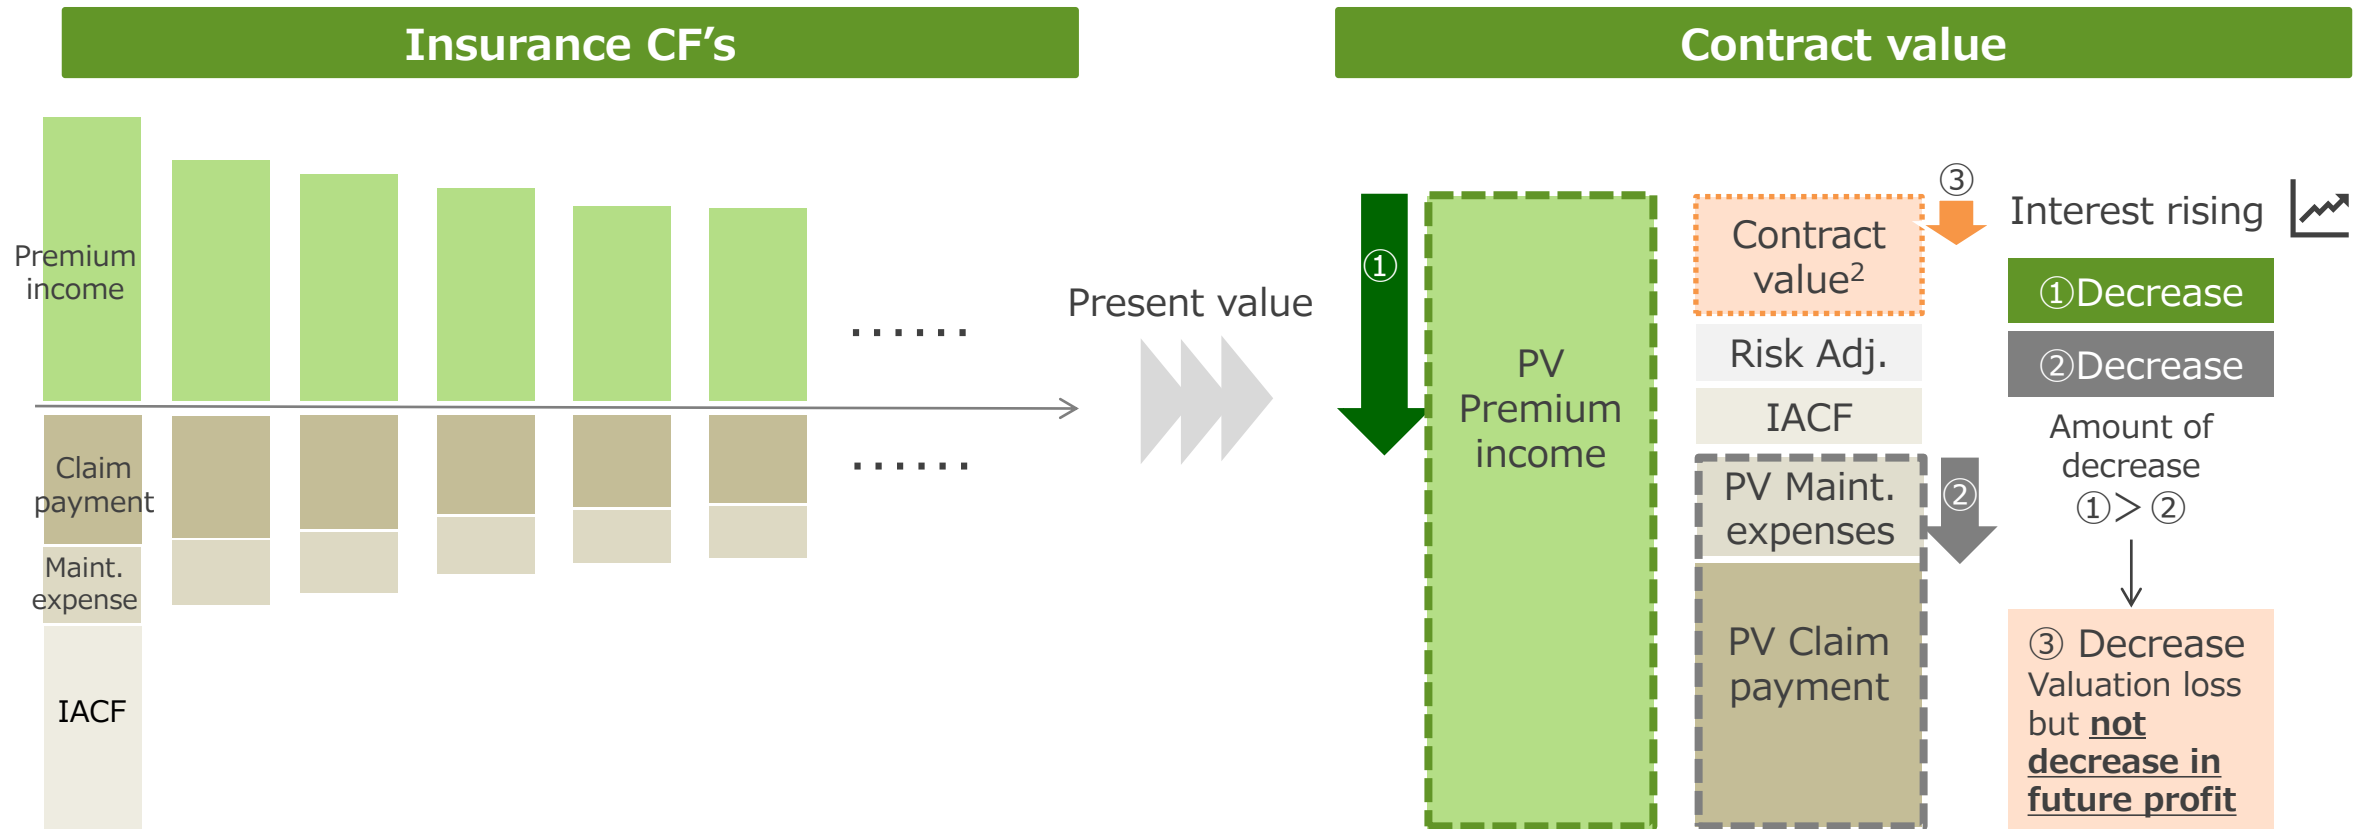 Insurance CF’s
Contract value
Premium
income
Claim
payment
Maint.
expense
IACF
......
......
Present value
①
PV
Premium
income
③
Contract
value²
Risk Adj.
IACF
PV Maint.
expenses
②
PV Claim
payment
Interest rising
①Decrease
②Decrease
Amount of
decrease
①＞②
③ Decrease
Valuation loss
but not
decrease in
future profit